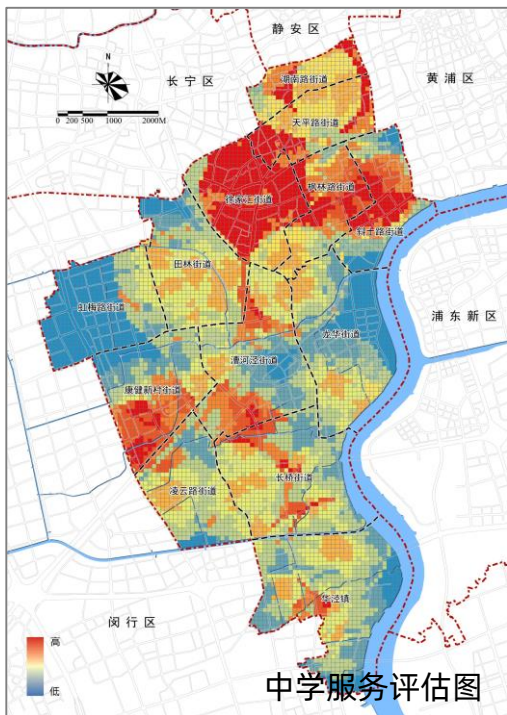 静安区
N
长宁区
黄浦区
湖南路街道
0 200 500 1000 2000M
天平路街道
枫林路街道
徐家汇街道
斜土路街道
田林街道
虹梅路街道
浦东新区
龙华街道
漕河泾街道
康健新村街道
长桥街道
凌云路街道
华泾镇
闵行区
高
低
中学服务评估图